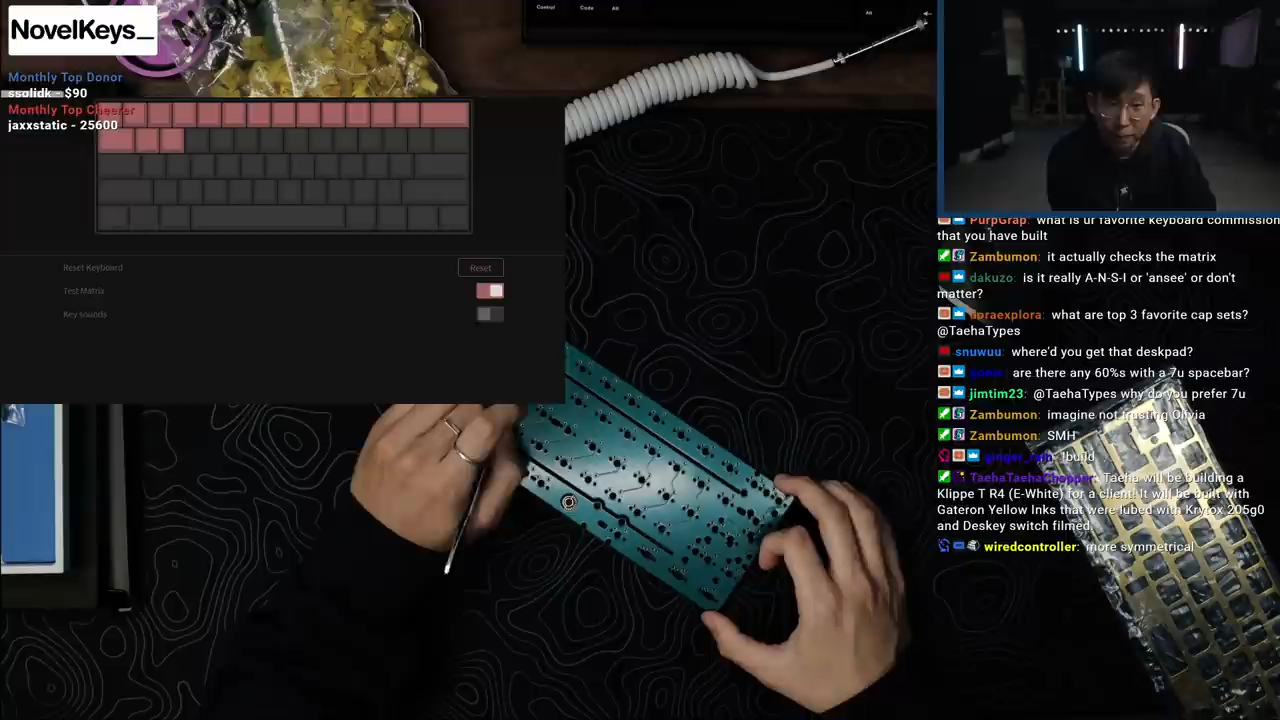 NovelKeys_
Monthly Top Donor
ssolidk - $90
Monthly Top Cheerer
jaxxstatic - 25600
Control
Code
Alt
Alt
Reset Keyboard
Reset
Test Matrix
Key sounds
PurpGrap: what is ur favorite keyboard commission
that you have built
Zambumon: it actually checks the matrix
dakuzo: is it really A-N-S-I or 'ansee' or don't
matter?
what are top 3 favorite cap sets?
@TaehaTypes
snuwuu: where'd you get that deskpad?
are there any 60%s with a 7u spacebar?
jimtim23: @TaehaTypes why do you prefer 7u
Zambumon: imagine not trusting Olivia
Zambumon: SMH
!build
TaehaTaehaChopper: Taeha will be building a
Klippe T R4 (E-White) for a client! It will be built with
Gateron Yellow Inks that were lubed with Krytox 205g0
and Deskey switch filmed.
wiredcontroller: more symmetrical